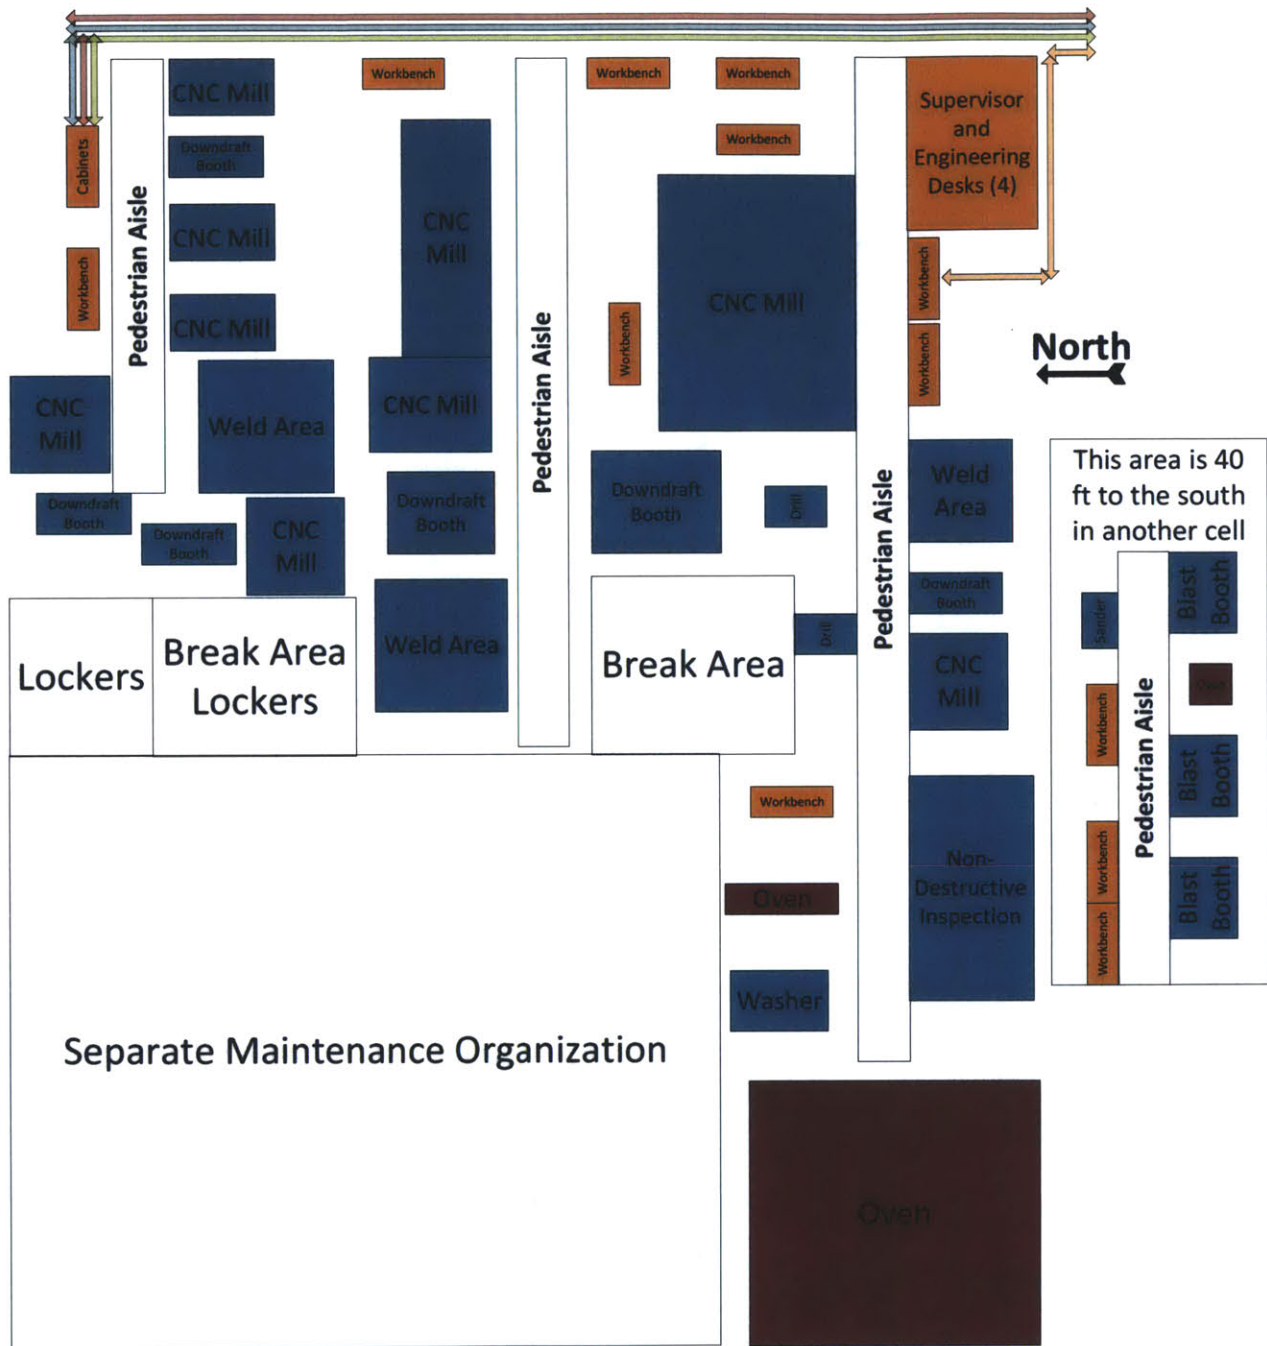 Workbench
Workbench
Workbench
CNC Mill
Supervisor
and
Engineering
Desks (4)
Cabinets
Downdraft
Booth
Workbench
Pedestrian Aisle
CNC Mill
CNC
Mill
Workbench
Workbench
CNC Mill
Pedestrian Aisle
CNC Mill
Workbench
Workbench
North
CNC
Mill
Weld Area
CNC Mill
Downdraft
Booth
Weld
Area
This area is 40
ft to the south
in another cell
Downdraft
Booth
Downdraft
Booth
CNC
Mill
Downdraft
Booth
Drill
Pedestrian Aisle
Downdraft
Booth
Sander
Blast
Booth
Lockers
Break Area
Lockers
Weld Area
Break Area
Drill
CNC
Mill
Oven
Workbench
Pedestrian Aisle
Blast
Booth
Workbench
Non-
Destructive
Inspection
Workbench
Blast
Booth
Oven
Workbench
Washer
Separate Maintenance Organization
Oven